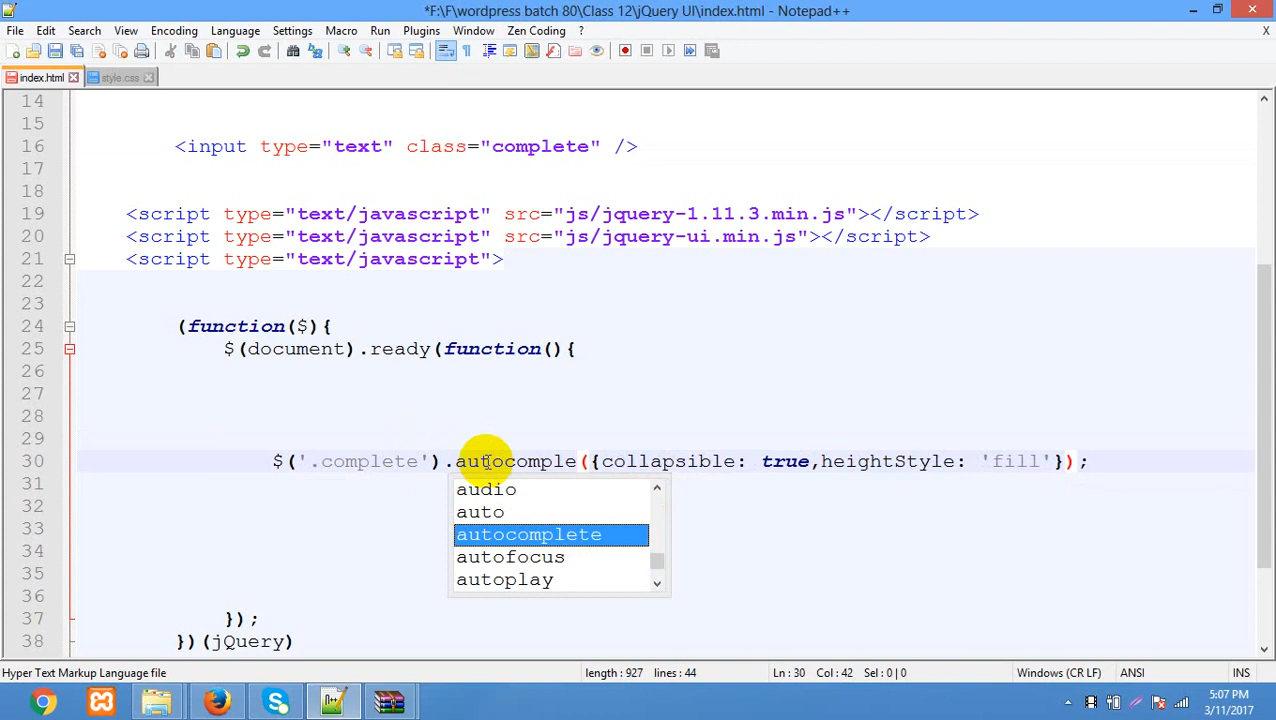 *F:\F\wordpress batch 80\Class 12\jQuery UI\index.html - Notepad++
File Edit Search View Encoding Language Settings Macro Run Plugins Window Zen Coding ? X
index.html style.css
14
15
16 <input type="text" class="complete" />
17
18
19 <script type="text/javascript" src="js/jquery-1.11.3.min.js"></script>
20 <script type="text/javascript" src="js/jquery-ui.min.js"></script>
21 <script type="text/javascript">
22
23
24 (function($){
25 $(document).ready(function(){
26
27
28
29
30 $('.complete').autocomple({collapsible: true,heightStyle: 'fill'});
31 audio
32 auto
33 autocomplete
34 autofocus
35 autoplay
36
37 });
38 })(jQuery)
Hyper Text Markup Language file length : 927 lines : 44 Ln : 30 Col : 42 Sel : 0 | 0 Windows (CR LF) ANSI INS
5:07 PM
3/11/2017